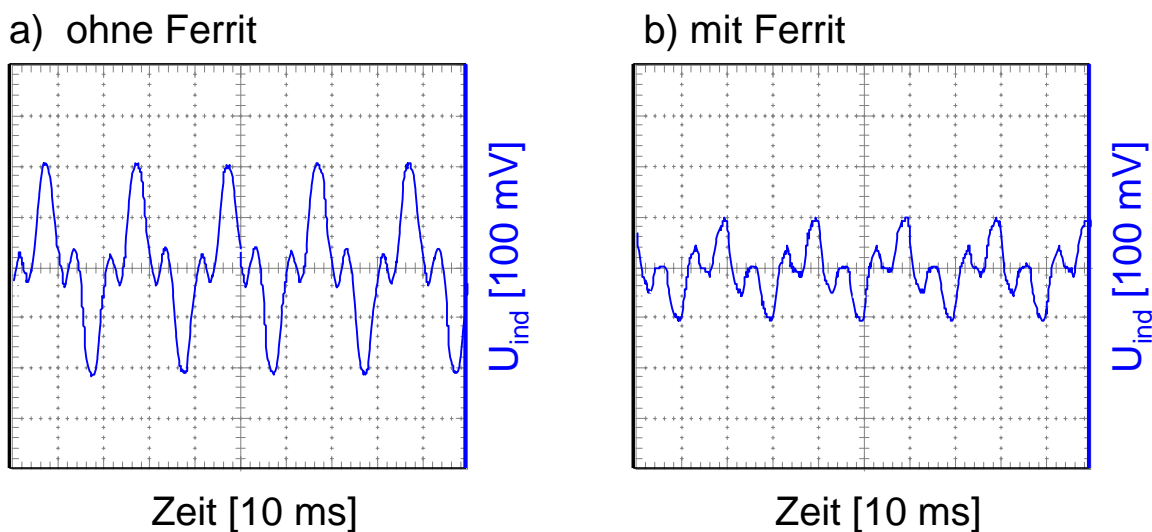 a) ohne Ferrit
U_ind [100 mV]
Zeit [10 ms]
b) mit Ferrit
U_ind [100 mV]
Zeit [10 ms]